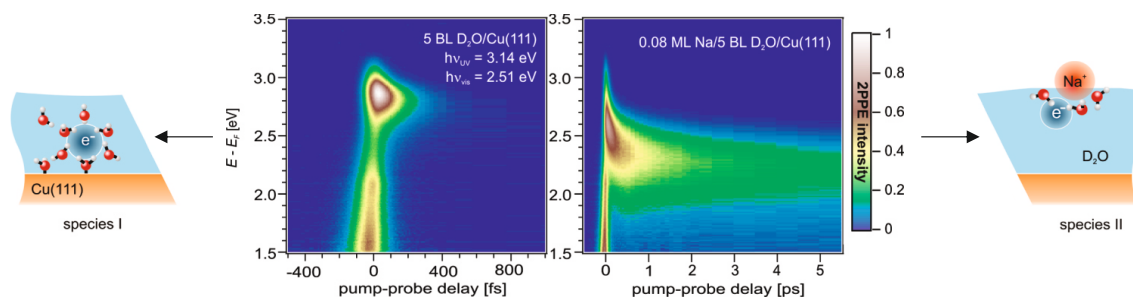 3.5
3.0
2.5
2.0
1.5
E - E_F [eV]
5 BL D₂O/Cu(111)
hν_UV = 3.14 eV
hν_vis = 2.51 eV
-400
0
400
800
pump-probe delay [fs]
3.5
3.0
2.5
2.0
1.5
0.08 ML Na/5 BL D₂O/Cu(111)
0
1
2
3
4
5
pump-probe delay [ps]
1
0.8
0.6
0.4
0.2
0
2PPE intensity
e⁻
Cu(111)
species I
Na⁺
e⁻
D₂O
species II